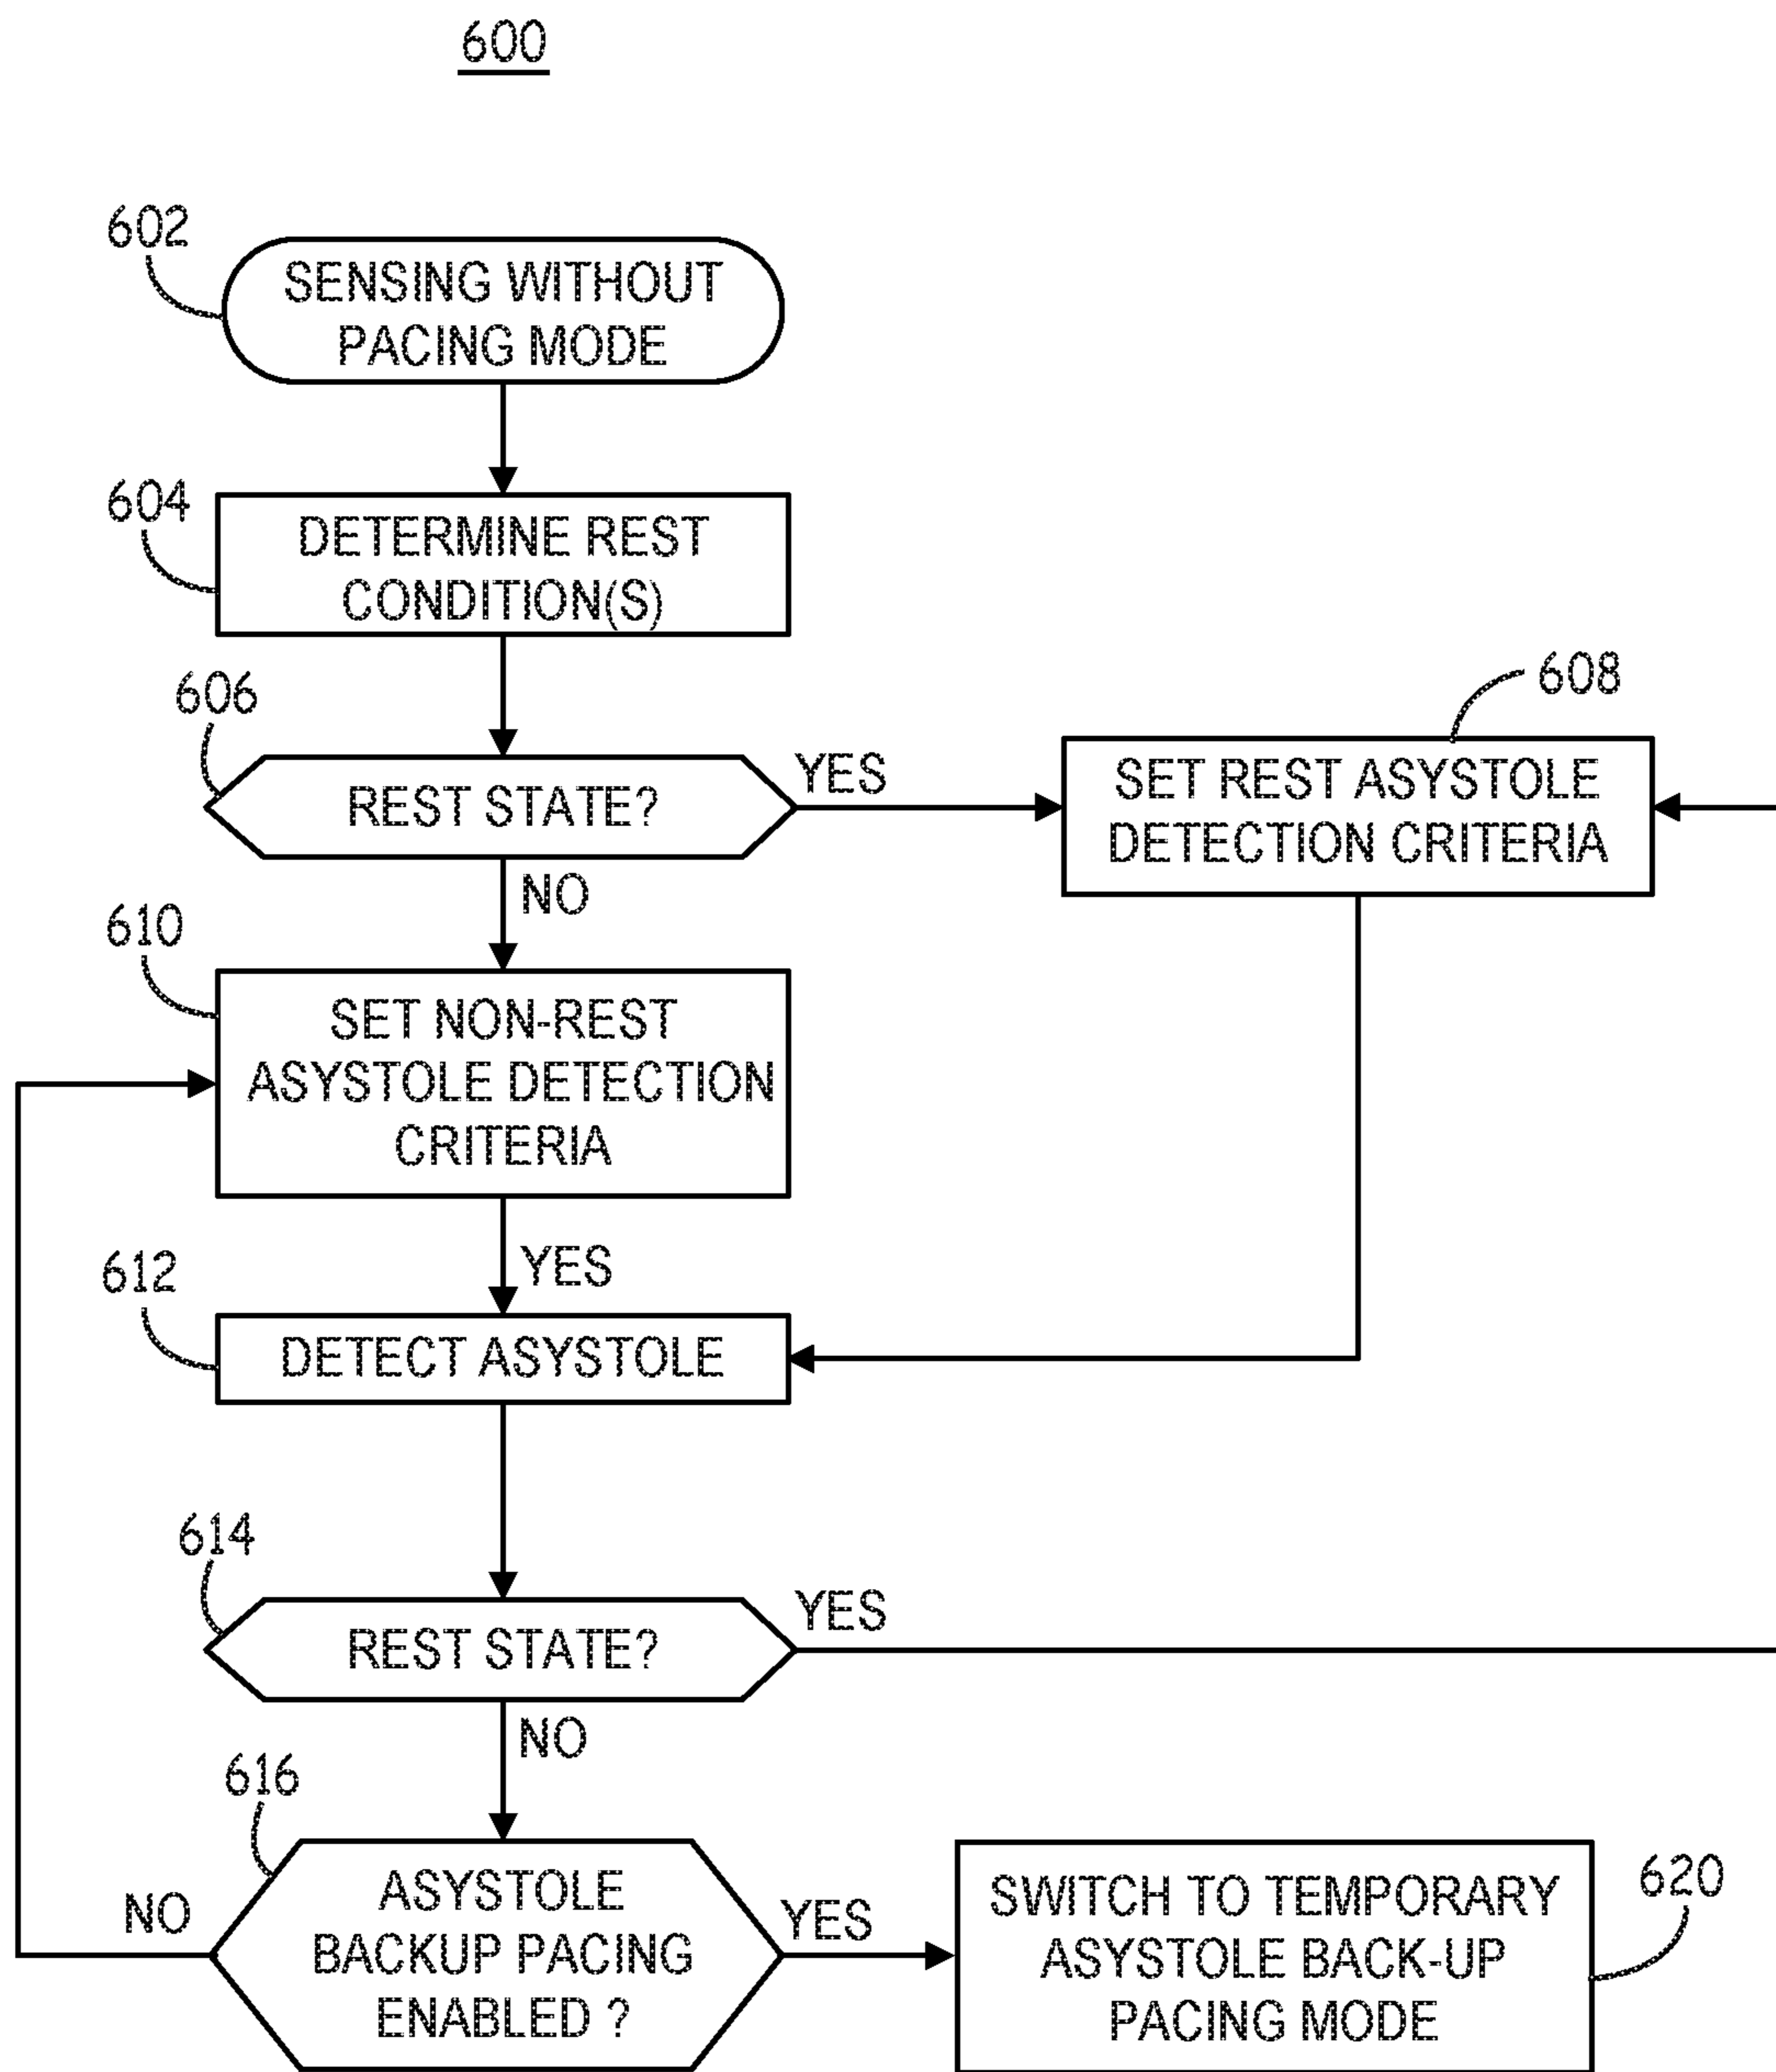 600
602
SENSING WITHOUT
PACING MODE
604
DETERMINE REST
CONDITION(S)
606
REST STATE?
YES
608
SET REST ASYSTOLE
DETECTION CRITERIA
NO
610
SET NON-REST
ASYSTOLE DETECTION
CRITERIA
YES
612
DETECT ASYSTOLE
614
REST STATE?
YES
NO
616
ASYSTOLE
BACKUP PACING
ENABLED ?
NO
YES
SWITCH TO TEMPORARY
ASYSTOLE BACK-UP
PACING MODE
620